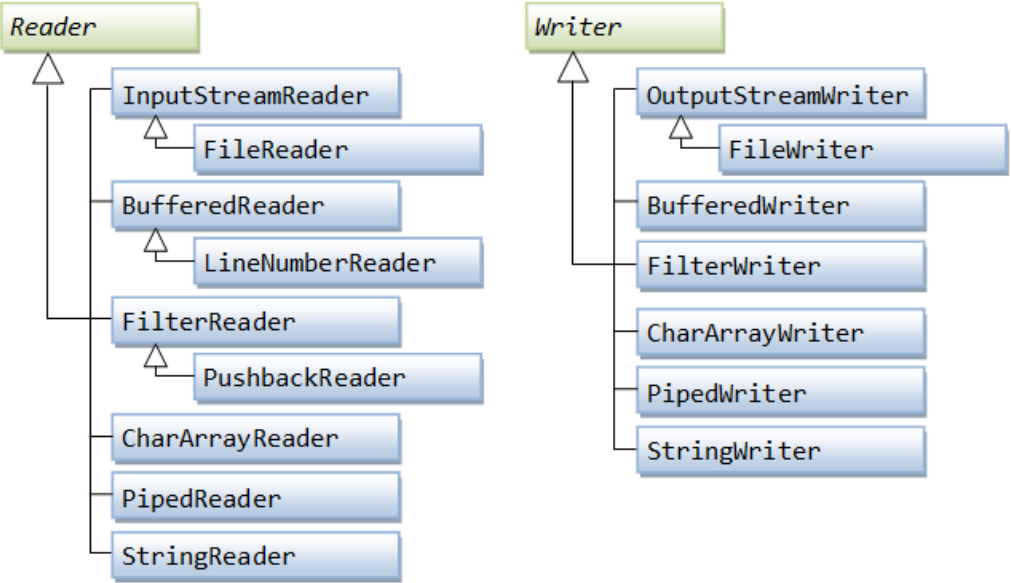 Reader
InputStreamReader
FileReader
BufferedReader
LineNumberReader
FilterReader
PushbackReader
CharArrayReader
PipedReader
StringReader
Writer
OutputStreamWriter
FileWriter
BufferedWriter
FilterWriter
CharArrayWriter
PipedWriter
StringWriter